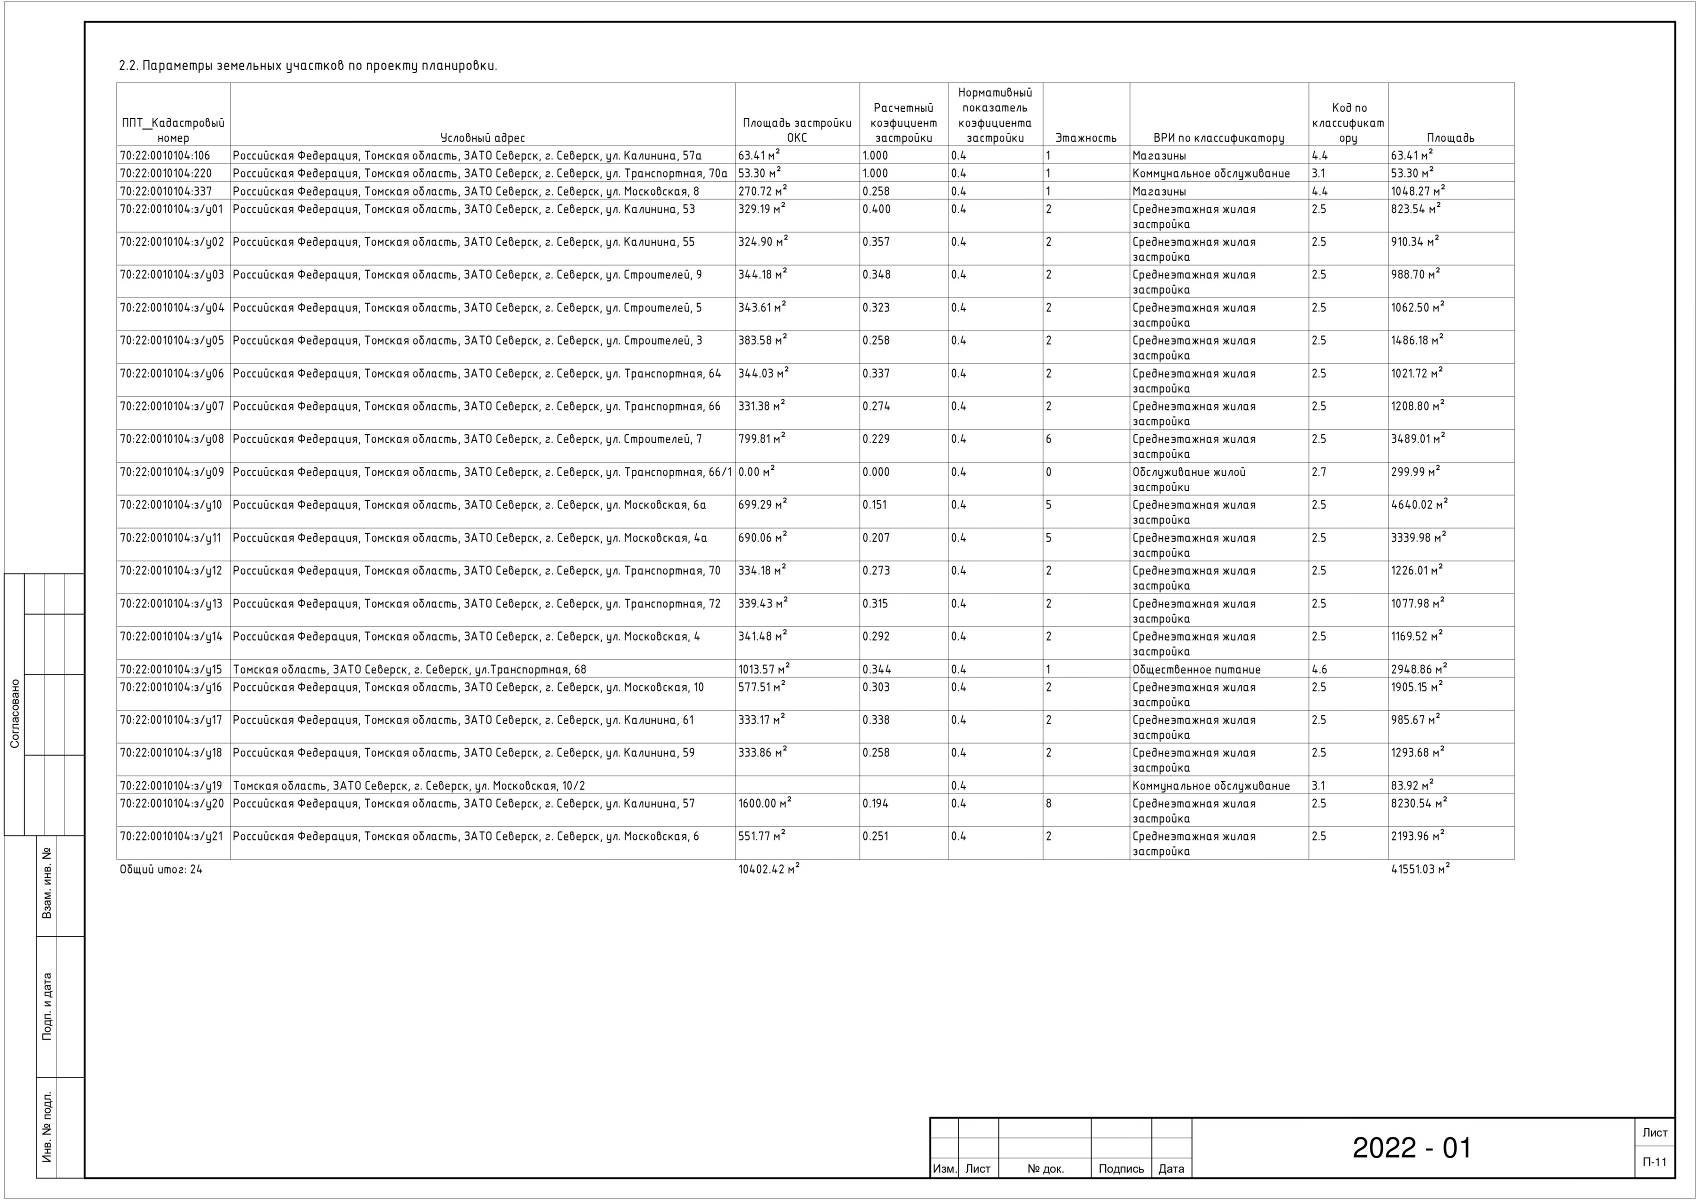 2.2. Параметры земельных участков по проекту планировки.
ППТ_Кадастровый номер | Условный адрес | Площадь застройки ОКС | Расчетный коэфициент застройки | Нормативный показатель коэфициента застройки | Этажность | ВРИ по классификатору | Код по классификат ору | Площадь
70:22:0010104:106 | Российская Федерация, Томская область, ЗАТО Северск, г. Северск, ул. Калинина, 57а | 63.41 м² | 1.000 | 0.4 | 1 | Магазины | 4.4 | 63.41 м²
70:22:0010104:220 | Российская Федерация, Томская область, ЗАТО Северск, г. Северск, ул. Транспортная, 70а | 53.30 м² | 1.000 | 0.4 | 1 | Коммунальное обслуживание | 3.1 | 53.30 м²
70:22:0010104:337 | Российская Федерация, Томская область, ЗАТО Северск, г. Северск, ул. Московская, 8 | 270.72 м² | 0.258 | 0.4 | 1 | Магазины | 4.4 | 1048.27 м²
70:22:0010104:з/у01 | Российская Федерация, Томская область, ЗАТО Северск, г. Северск, ул. Калинина, 53 | 329.19 м² | 0.400 | 0.4 | 2 | Среднеэтажная жилая застройка | 2.5 | 823.54 м²
70:22:0010104:з/у02 | Российская Федерация, Томская область, ЗАТО Северск, г. Северск, ул. Калинина, 55 | 324.90 м² | 0.357 | 0.4 | 2 | Среднеэтажная жилая застройка | 2.5 | 910.34 м²
70:22:0010104:з/у03 | Российская Федерация, Томская область, ЗАТО Северск, г. Северск, ул. Строителей, 9 | 344.18 м² | 0.348 | 0.4 | 2 | Среднеэтажная жилая застройка | 2.5 | 988.70 м²
70:22:0010104:з/у04 | Российская Федерация, Томская область, ЗАТО Северск, г. Северск, ул. Строителей, 5 | 343.61 м² | 0.323 | 0.4 | 2 | Среднеэтажная жилая застройка | 2.5 | 1062.50 м²
70:22:0010104:з/у05 | Российская Федерация, Томская область, ЗАТО Северск, г. Северск, ул. Строителей, 3 | 383.58 м² | 0.258 | 0.4 | 2 | Среднеэтажная жилая застройка | 2.5 | 1486.18 м²
70:22:0010104:з/у06 | Российская Федерация, Томская область, ЗАТО Северск, г. Северск, ул. Транспортная, 64 | 344.03 м² | 0.337 | 0.4 | 2 | Среднеэтажная жилая застройка | 2.5 | 1021.72 м²
70:22:0010104:з/у07 | Российская Федерация, Томская область, ЗАТО Северск, г. Северск, ул. Транспортная, 66 | 331.38 м² | 0.274 | 0.4 | 2 | Среднеэтажная жилая застройка | 2.5 | 1208.80 м²
70:22:0010104:з/у08 | Российская Федерация, Томская область, ЗАТО Северск, г. Северск, ул. Строителей, 7 | 799.81 м² | 0.229 | 0.4 | 6 | Среднеэтажная жилая застройка | 2.5 | 3489.01 м²
70:22:0010104:з/у09 | Российская Федерация, Томская область, ЗАТО Северск, г. Северск, ул. Транспортная, 66/1 | 0.00 м² | 0.000 | 0.4 | 0 | Обслуживание жилой застройки | 2.7 | 299.99 м²
70:22:0010104:з/у10 | Российская Федерация, Томская область, ЗАТО Северск, г. Северск, ул. Московская, 6а | 699.29 м² | 0.151 | 0.4 | 5 | Среднеэтажная жилая застройка | 2.5 | 4640.02 м²
70:22:0010104:з/у11 | Российская Федерация, Томская область, ЗАТО Северск, г. Северск, ул. Московская, 4а | 690.06 м² | 0.207 | 0.4 | 5 | Среднеэтажная жилая застройка | 2.5 | 3339.98 м²
70:22:0010104:з/у12 | Российская Федерация, Томская область, ЗАТО Северск, г. Северск, ул. Транспортная, 70 | 334.18 м² | 0.273 | 0.4 | 2 | Среднеэтажная жилая застройка | 2.5 | 1226.01 м²
70:22:0010104:з/у13 | Российская Федерация, Томская область, ЗАТО Северск, г. Северск, ул. Транспортная, 72 | 339.43 м² | 0.315 | 0.4 | 2 | Среднеэтажная жилая застройка | 2.5 | 1077.98 м²
70:22:0010104:з/у14 | Российская Федерация, Томская область, ЗАТО Северск, г. Северск, ул. Московская, 4 | 341.48 м² | 0.292 | 0.4 | 2 | Среднеэтажная жилая застройка | 2.5 | 1169.52 м²
70:22:0010104:з/у15 | Томская область, ЗАТО Северск, г. Северск, ул.Транспортная, 68 | 1013.57 м² | 0.344 | 0.4 | 1 | Общественное питание | 4.6 | 2948.86 м²
70:22:0010104:з/у16 | Российская Федерация, Томская область, ЗАТО Северск, г. Северск, ул. Московская, 10 | 577.51 м² | 0.303 | 0.4 | 2 | Среднеэтажная жилая застройка | 2.5 | 1905.15 м²
70:22:0010104:з/у17 | Российская Федерация, Томская область, ЗАТО Северск, г. Северск, ул. Калинина, 61 | 333.17 м² | 0.338 | 0.4 | 2 | Среднеэтажная жилая застройка | 2.5 | 985.67 м²
70:22:0010104:з/у18 | Российская Федерация, Томская область, ЗАТО Северск, г. Северск, ул. Калинина, 59 | 333.86 м² | 0.258 | 0.4 | 2 | Среднеэтажная жилая застройка | 2.5 | 1293.68 м²
70:22:0010104:з/у19 | Томская область, ЗАТО Северск, г. Северск, ул. Московская, 10/2 | | | 0.4 | | Коммунальное обслуживание | 3.1 | 83.92 м²
70:22:0010104:з/у20 | Российская Федерация, Томская область, ЗАТО Северск, г. Северск, ул. Калинина, 57 | 1600.00 м² | 0.194 | 0.4 | 8 | Среднеэтажная жилая застройка | 2.5 | 8230.54 м²
70:22:0010104:з/у21 | Российская Федерация, Томская область, ЗАТО Северск, г. Северск, ул. Московская, 6 | 551.77 м² | 0.251 | 0.4 | 2 | Среднеэтажная жилая застройка | 2.5 | 2193.96 м²
Общий итог: 24 | 10402.42 м² | 41551.03 м²
Согласовано
Взам. инв. №
Подп. и дата
Инв. № подл.
Изм. Лист № док. Подпись Дата
2022 - 01
Лист
П-11